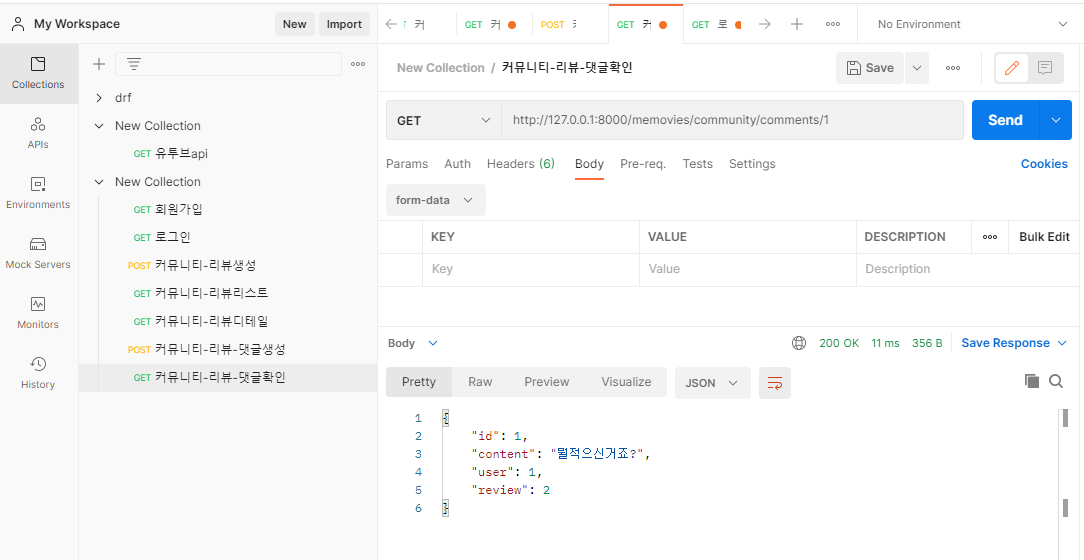 My Workspace
New
Import
커
GET 커
POST
GET 커
GET 로
No Environment
Collections
APIs
Environments
Mock Servers
Monitors
History
drf
New Collection
GET 유투브api
New Collection
GET 회원가입
GET 로그인
POST 커뮤니티-리뷰생성
GET 커뮤니티-리뷰리스트
GET 커뮤니티-리뷰디테일
POST 커뮤니티-리뷰-댓글생성
GET 커뮤니티-리뷰-댓글확인
New Collection / 커뮤니티-리뷰-댓글확인
Save
GET
http://127.0.0.1:8000/memovies/community/comments/1
Send
Params Auth Headers (6) Body Pre-req. Tests Settings
Cookies
form-data
KEY VALUE DESCRIPTION
Bulk Edit
Key Value Description
Body
200 OK 11 ms 356 B
Save Response
Pretty Raw Preview Visualize
JSON
1 {
2 "id": 1,
3 "content": "뭘적으신거죠?",
4 "user": 1,
5 "review": 2
6 }